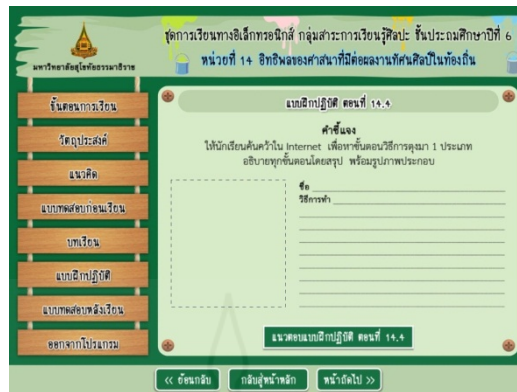 ชุดการเรียนทางอิเล็กทรอนิกส์ กลุ่มสาระการเรียนรู้ศิลปะ ชั้นประถมศึกษาปีที่ 6
หน่วยที่ 14 อิทธิพลของศาสนาที่มีต่อผลงานทัศนศิลป์ในท้องถิ่น
มหาวิทยาลัยสุโขทัยธรรมาธิราช
ขั้นตอนการเรียน
วัตถุประสงค์
แนวคิด
แบบทดสอบก่อนเรียน
บทเรียน
แบบฝึกปฏิบัติ
แบบทดสอบหลังเรียน
ออกจากโปรแกรม
แบบฝึกปฏิบัติ ตอนที่ 14.4
คำชี้แจง
ให้นักเรียนค้นคว้าใน Internet เพื่อหาขั้นตอนวิธีการตุงมา 1 ประเภท
อธิบายทุกขั้นตอนโดยสรุป พร้อมรูปภาพประกอบ
ชื่อ
วิธีการทำ
แนวตอบแบบฝึกปฏิบัติ ตอนที่ 14.4
<< ย้อนกลับ
กลับสู่หน้าหลัก
หน้าถัดไป >>